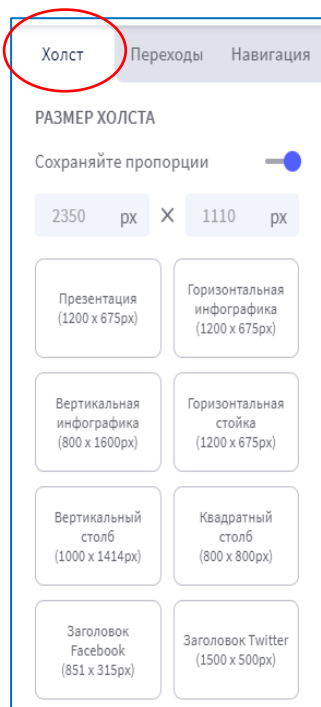 Холст Переходы Навигация
РАЗМЕР ХОЛСТА
Сохраняйте пропорции
2350 px X 1110 px
Презентация
(1200 x 675px)
Горизонтальная
инфографика
(1200 x 675px)
Вертикальная
инфографика
(800 x 1600px)
Горизонтальная
стойка
(1200 x 675px)
Вертикальный
столб
(1000 x 1414px)
Квадратный
столб
(800 x 800px)
Заголовок
Facebook
(851 x 315px)
Заголовок Twitter
(1500 x 500px)